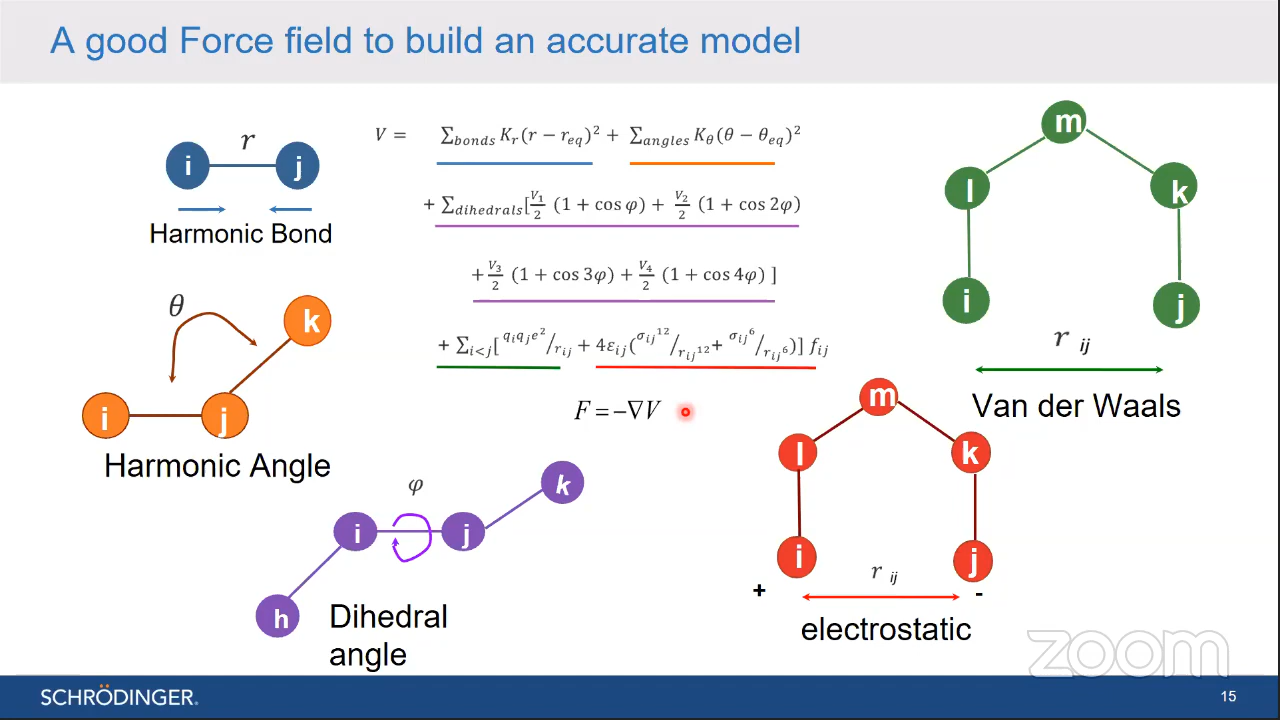 A good Force field to build an accurate model
r
i j
Harmonic Bond
V = ∑bonds Kr(r − req)² + ∑angles Kθ(θ − θeq)²
+ ∑dihedrals[V1/2 (1 + cos φ) + V2/2 (1 + cos 2φ)
+ V3/2 (1 + cos 3φ) + V4/2 (1 + cos 4φ) ]
+ ∑i<j[ qiqje²/rij + 4εij(σij¹²/rij¹² + σij⁶/rij⁶)] fij
F = −∇V
θ
k
i j
Harmonic Angle
φ
k
i j
h
Dihedral
angle
m
l k
i j
r ij
Van der Waals
m
l k
i j
r ij
+ -
electrostatic
zoom
SCHRÖDINGER.
15